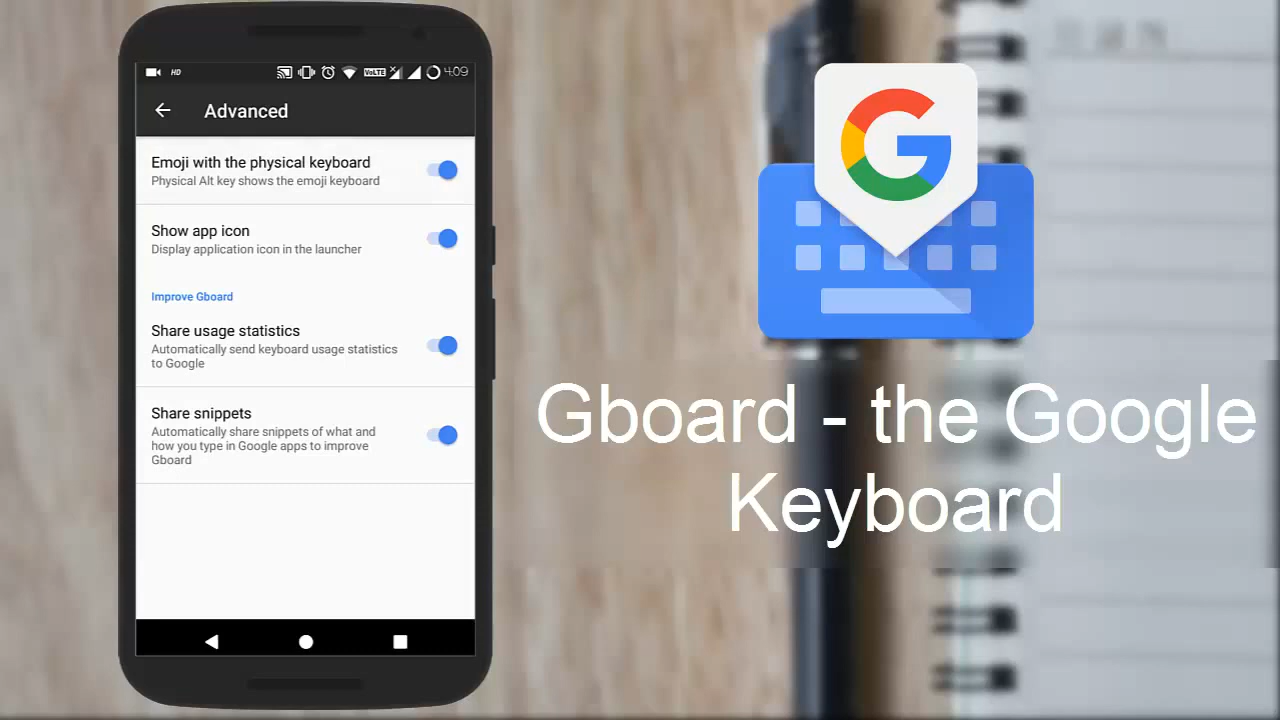 HD
VoLTE
4:09
Advanced
Emoji with the physical keyboard
Physical Alt key shows the emoji keyboard
Show app icon
Display application icon in the launcher
Improve Gboard
Share usage statistics
Automatically send keyboard usage statistics
to Google
Share snippets
Automatically share snippets of what and
how you type in Google apps to improve
Gboard
G
Gboard - the Google
Keyboard